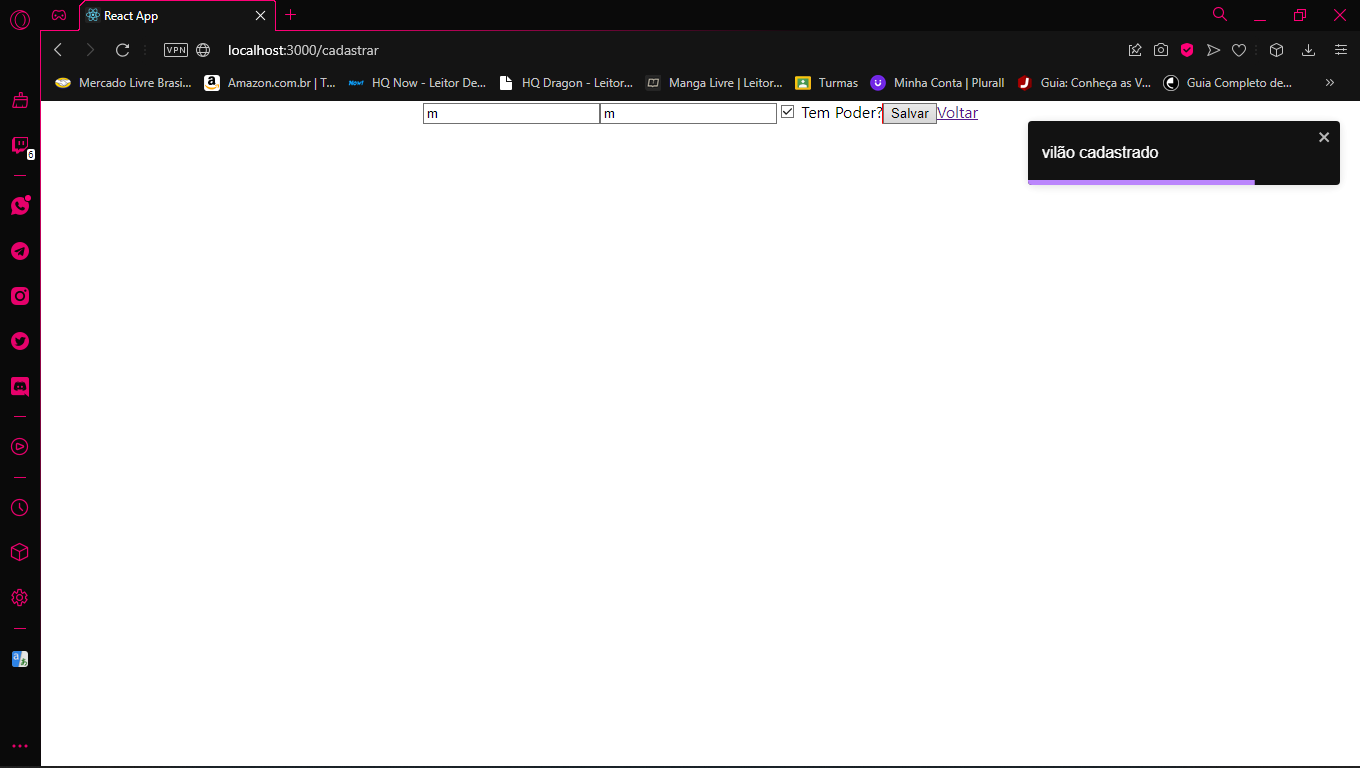 React App
VPN
localhost:3000/cadastrar
Mercado Livre Brasi...
a
Amazon.com.br | T...
New!
HQ Now - Leitor De...
HQ Dragon - Leitor...
Manga Livre | Leitor...
Turmas
Minha Conta | Plurall
J
Guia: Conheça as V...
Guia Completo de...
m
m
Tem Poder?
Salvar
Voltar
vilão cadastrado
6